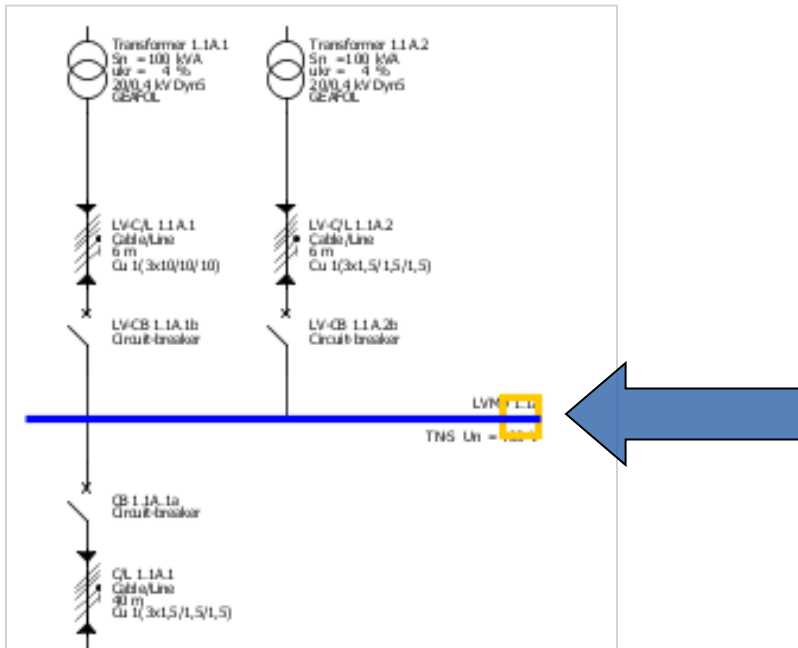 Transformer 1.1A.1
Sn =100 kVA
ukr = 4 %
20/0,4 kV Dyn5
GEAFOL
Transformer 1.1A.2
Sn =100 kVA
ukr = 4 %
20/0,4 kV Dyn5
GEAFOL
LV-C/L 1.1A.1
Cable/Line
6 m
Cu 1(3x10/10/10)
LV-C/L 1.1A.2
Cable/Line
6 m
Cu 1(3x1,5/1,5/1,5)
LV-CB 1.1A.1b
Circuit-breaker
LV-CB 1.1A.2b
Circuit-breaker
TN-S Un =
CB 1.1A.1a
Circuit-breaker
C/L 1.1A.1
Cable/Line
40 m
Cu 1(3x1,5/1,5/1,5)